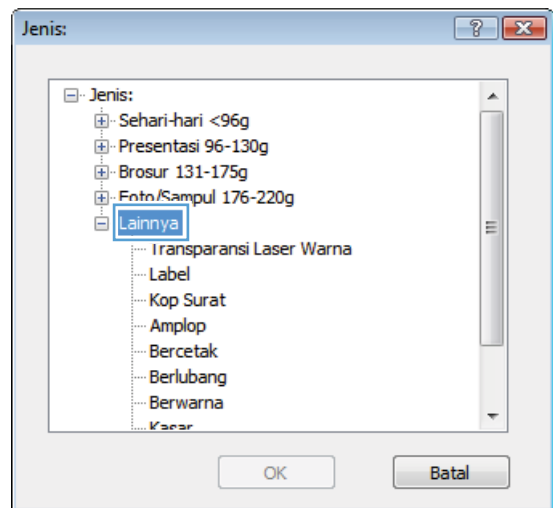 Jenis:
Jenis:
Sehari-hari <96g
Presentasi 96-130g
Brosur 131-175g
Foto/Sampul 176-220g
Lainnya
Transparansi Laser Warna
Label
Kop Surat
Amplop
Bercetak
Berlubang
Berwarna
Kasar
OK
Batal